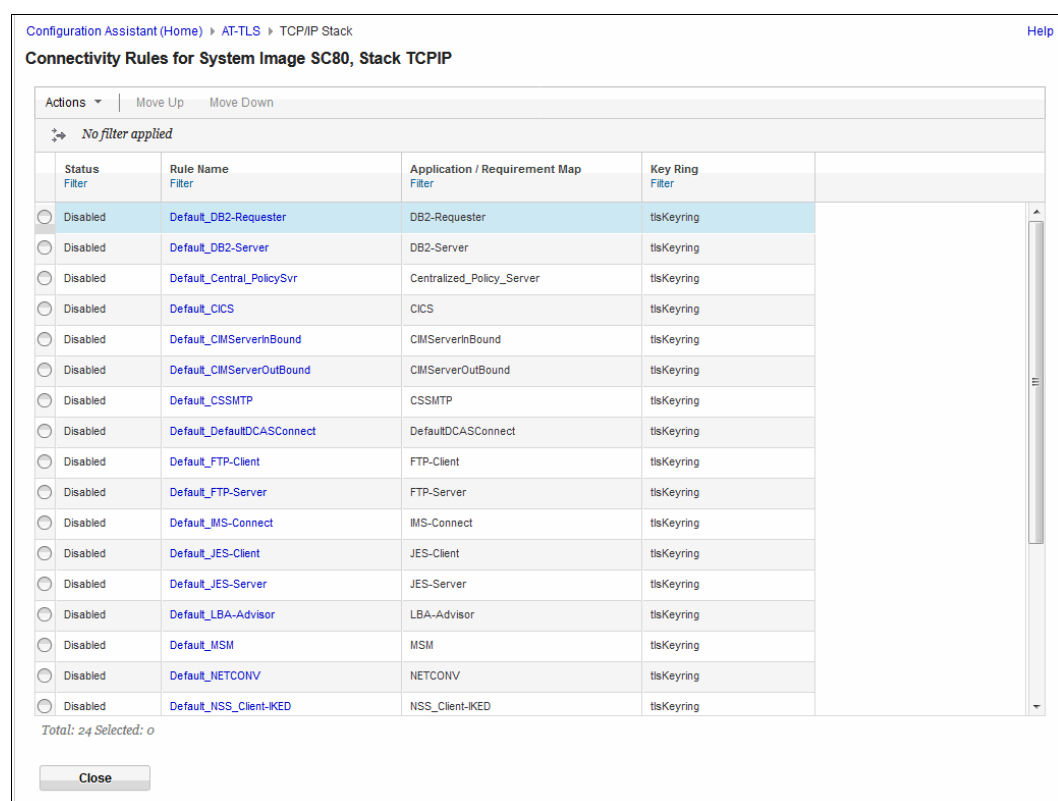 Configuration Assistant (Home) AT-TLS TCP/IP Stack Help
Connectivity Rules for System Image SC80, Stack TCPIP
Actions Move Up Move Down
No filter applied
Status Rule Name Application / Requirement Map Key Ring
Filter Filter Filter Filter
Disabled Default_DB2-Requester DB2-Requester tlsKeyring
Disabled Default_DB2-Server DB2-Server tlsKeyring
Disabled Default_Central_PolicySvr Centralized_Policy_Server tlsKeyring
Disabled Default_CICS CICS tlsKeyring
Disabled Default_CIMServerInBound CIMServerInBound tlsKeyring
Disabled Default_CIMServerOutBound CIMServerOutBound tlsKeyring
Disabled Default_CSSMTP CSSMTP tlsKeyring
Disabled Default_DefaultDCASConnect DefaultDCASConnect tlsKeyring
Disabled Default_FTP-Client FTP-Client tlsKeyring
Disabled Default_FTP-Server FTP-Server tlsKeyring
Disabled Default_IMS-Connect IMS-Connect tlsKeyring
Disabled Default_JES-Client JES-Client tlsKeyring
Disabled Default_JES-Server JES-Server tlsKeyring
Disabled Default_LBA-Advisor LBA-Advisor tlsKeyring
Disabled Default_MSM MSM tlsKeyring
Disabled Default_NETCONV NETCONV tlsKeyring
Disabled Default_NSS_Client-IKED NSS_Client-IKED tlsKeyring
Total: 24 Selected: 0
Close